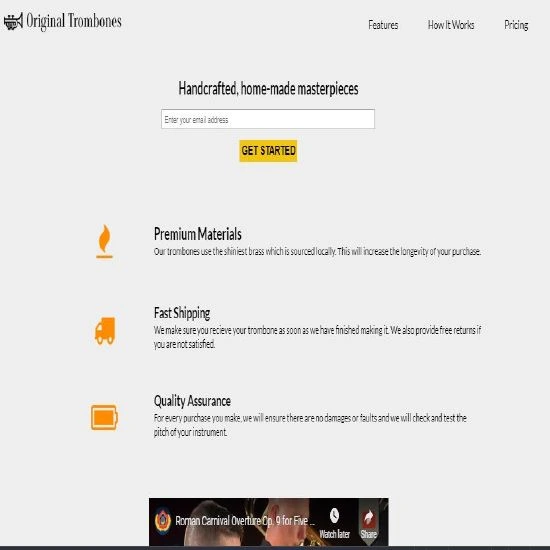 Original Trombones
Features
How It Works
Pricing
Handcrafted, home-made masterpieces
Enter your email address
GET STARTED
Premium Materials
Our trombones use the shiniest brass which is sourced locally. This will increase the longevity of your purchase.
Fast Shipping
We make sure you recieve your trombone as soon as we have finished making it. We also provide free returns if
you are not satisfied.
Quality Assurance
For every purchase you make, we will ensure there are no damages or faults and we will check and test the
pitch of your instrument.
Roman Carnival Overture Op. 9 for Five ...
Watch later
Share